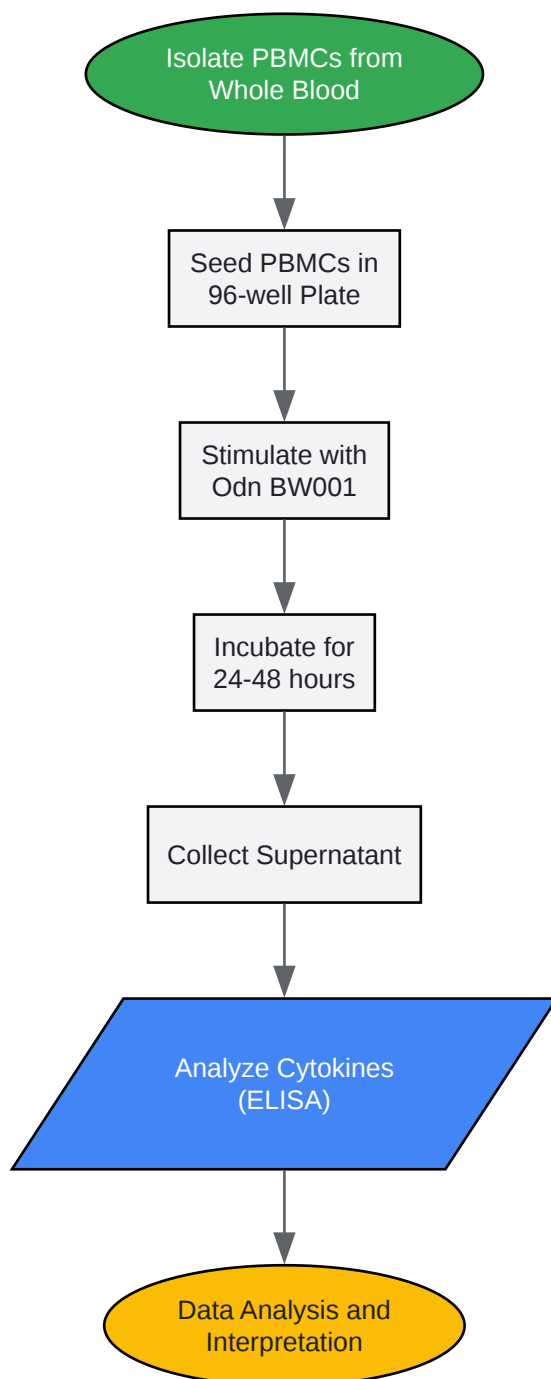 Isolate PBMCs from
Whole Blood
Seed PBMCs in
96-well Plate
Stimulate with
Odn BW001
Incubate for
24-48 hours
Collect Supernatant
Analyze Cytokines
(ELISA)
Data Analysis and
Interpretation